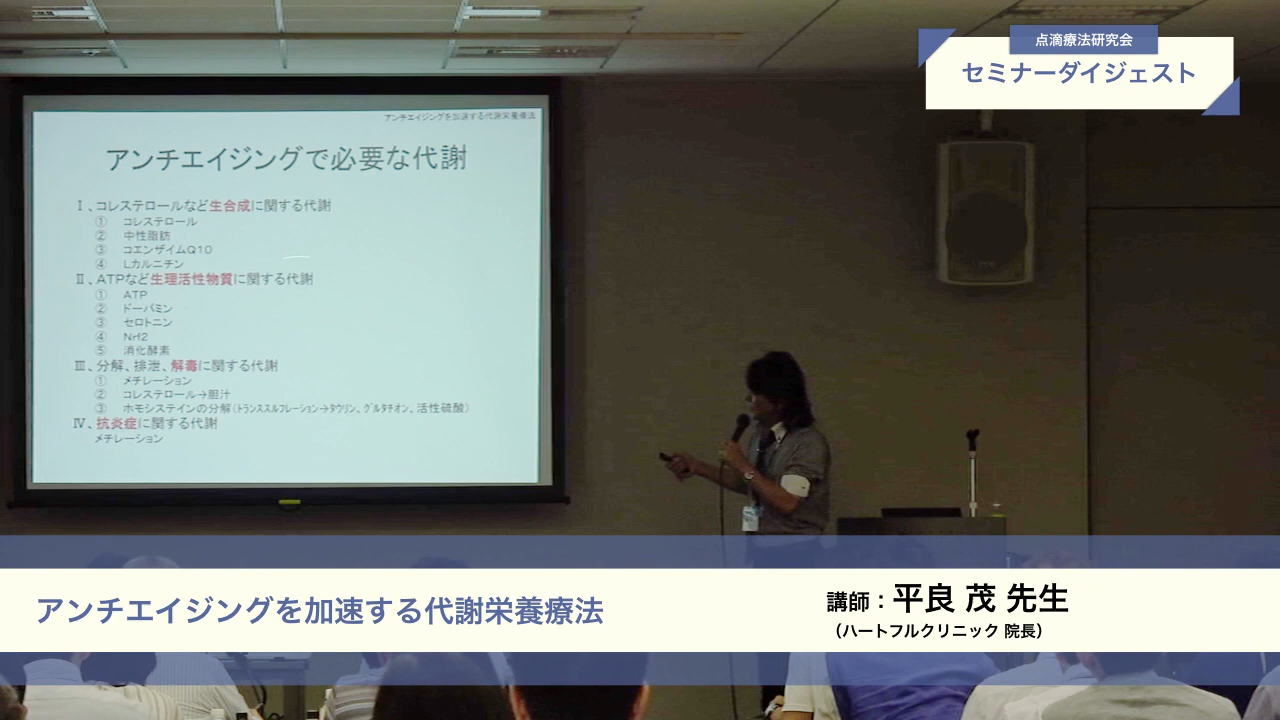 点滴療法研究会
セミナーダイジェスト
アンチエイジングを加速する代謝栄養療法
アンチエイジングで必要な代謝
Ⅰ、コレステロールなど生合成に関する代謝
① コレステロール
② 中性脂肪
③ コエンザイムQ10
④ Lカルニチン
Ⅱ、ATPなど生理活性物質に関する代謝
① ATP
② ドーパミン
③ セロトニン
④ Nrf2
⑤ 消化酵素
Ⅲ、分解、排泄、解毒に関する代謝
① メチレーション
② コレステロール→胆汁
③ ホモシステインの分解(トランススルフレーション→タウリン、グルタチオン、活性硫酸)
Ⅳ、抗炎症に関する代謝
メチレーション
アンチエイジングを加速する代謝栄養療法
講師:平良 茂 先生
(ハートフルクリニック 院長)